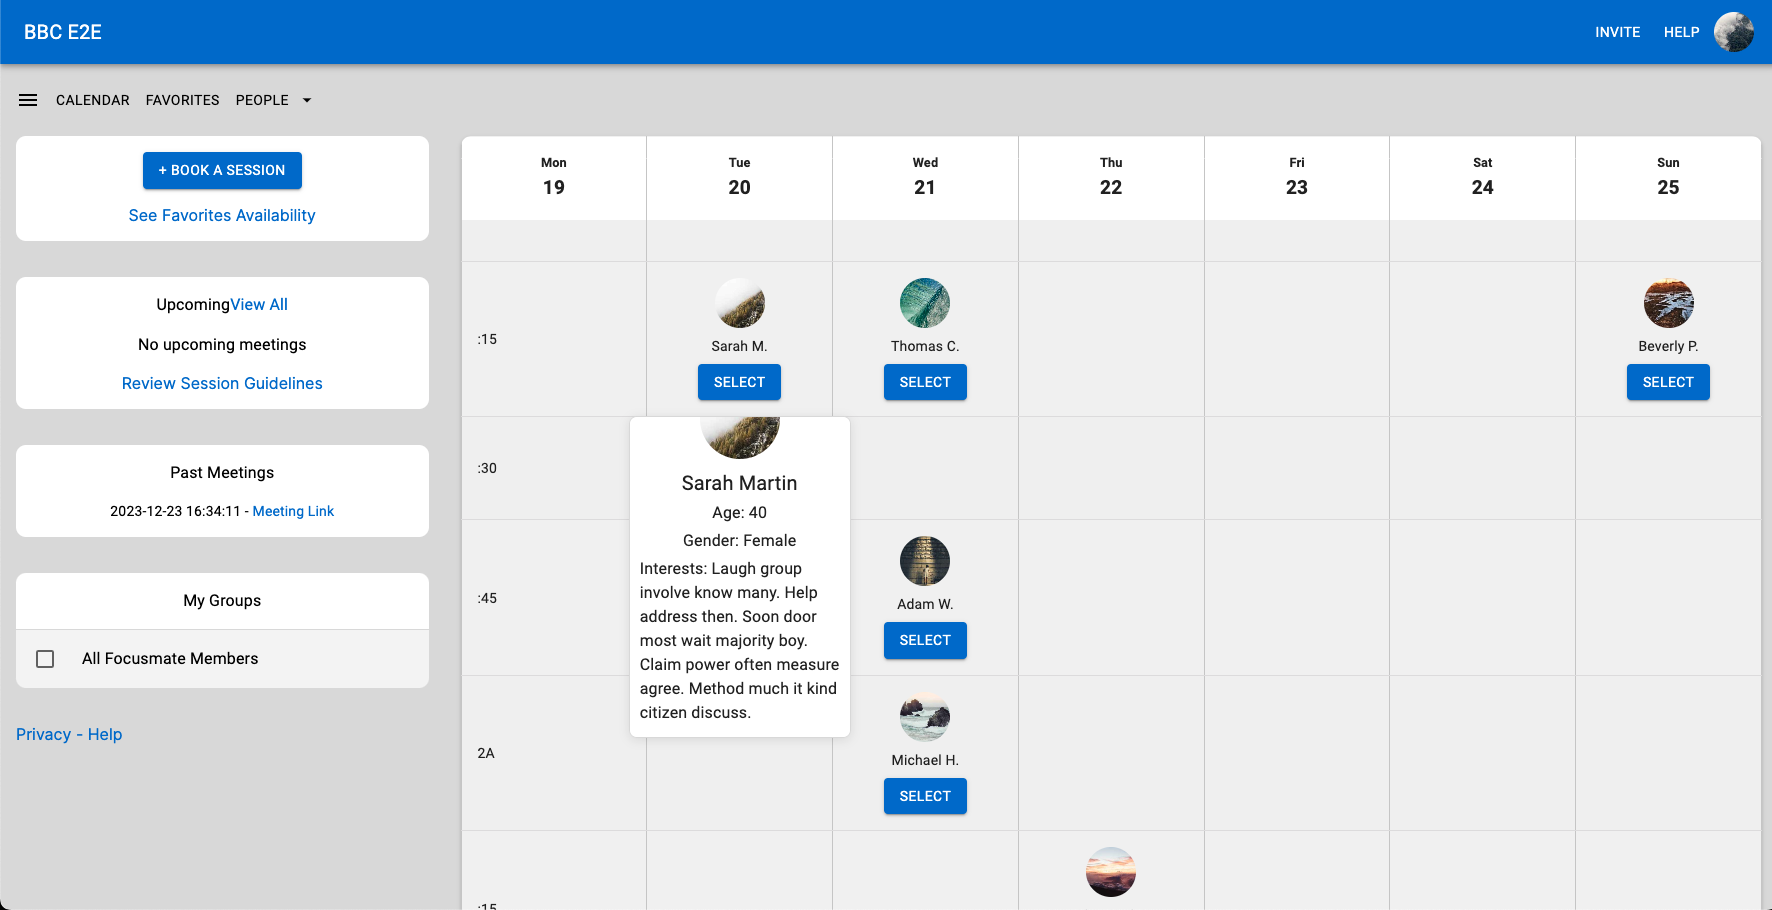 BBC E2E
INVITE
HELP
CALENDAR
FAVORITES
PEOPLE
+ BOOK A SESSION
See Favorites Availability
UpcomingView All
No upcoming meetings
Review Session Guidelines
Past Meetings
2023-12-23 16:34:11 - Meeting Link
My Groups
All Focusmate Members
Privacy - Help
Mon
19
Tue
20
Wed
21
Thu
22
Fri
23
Sat
24
Sun
25
:15
Sarah M.
SELECT
Thomas C.
SELECT
Beverly P.
SELECT
:30
Sarah Martin
Age: 40
Gender: Female
Interests: Laugh group
involve know many. Help
address then. Soon door
most wait majority boy.
Claim power often measure
agree. Method much it kind
citizen discuss.
:45
Adam W.
SELECT
2A
Michael H.
SELECT
:15